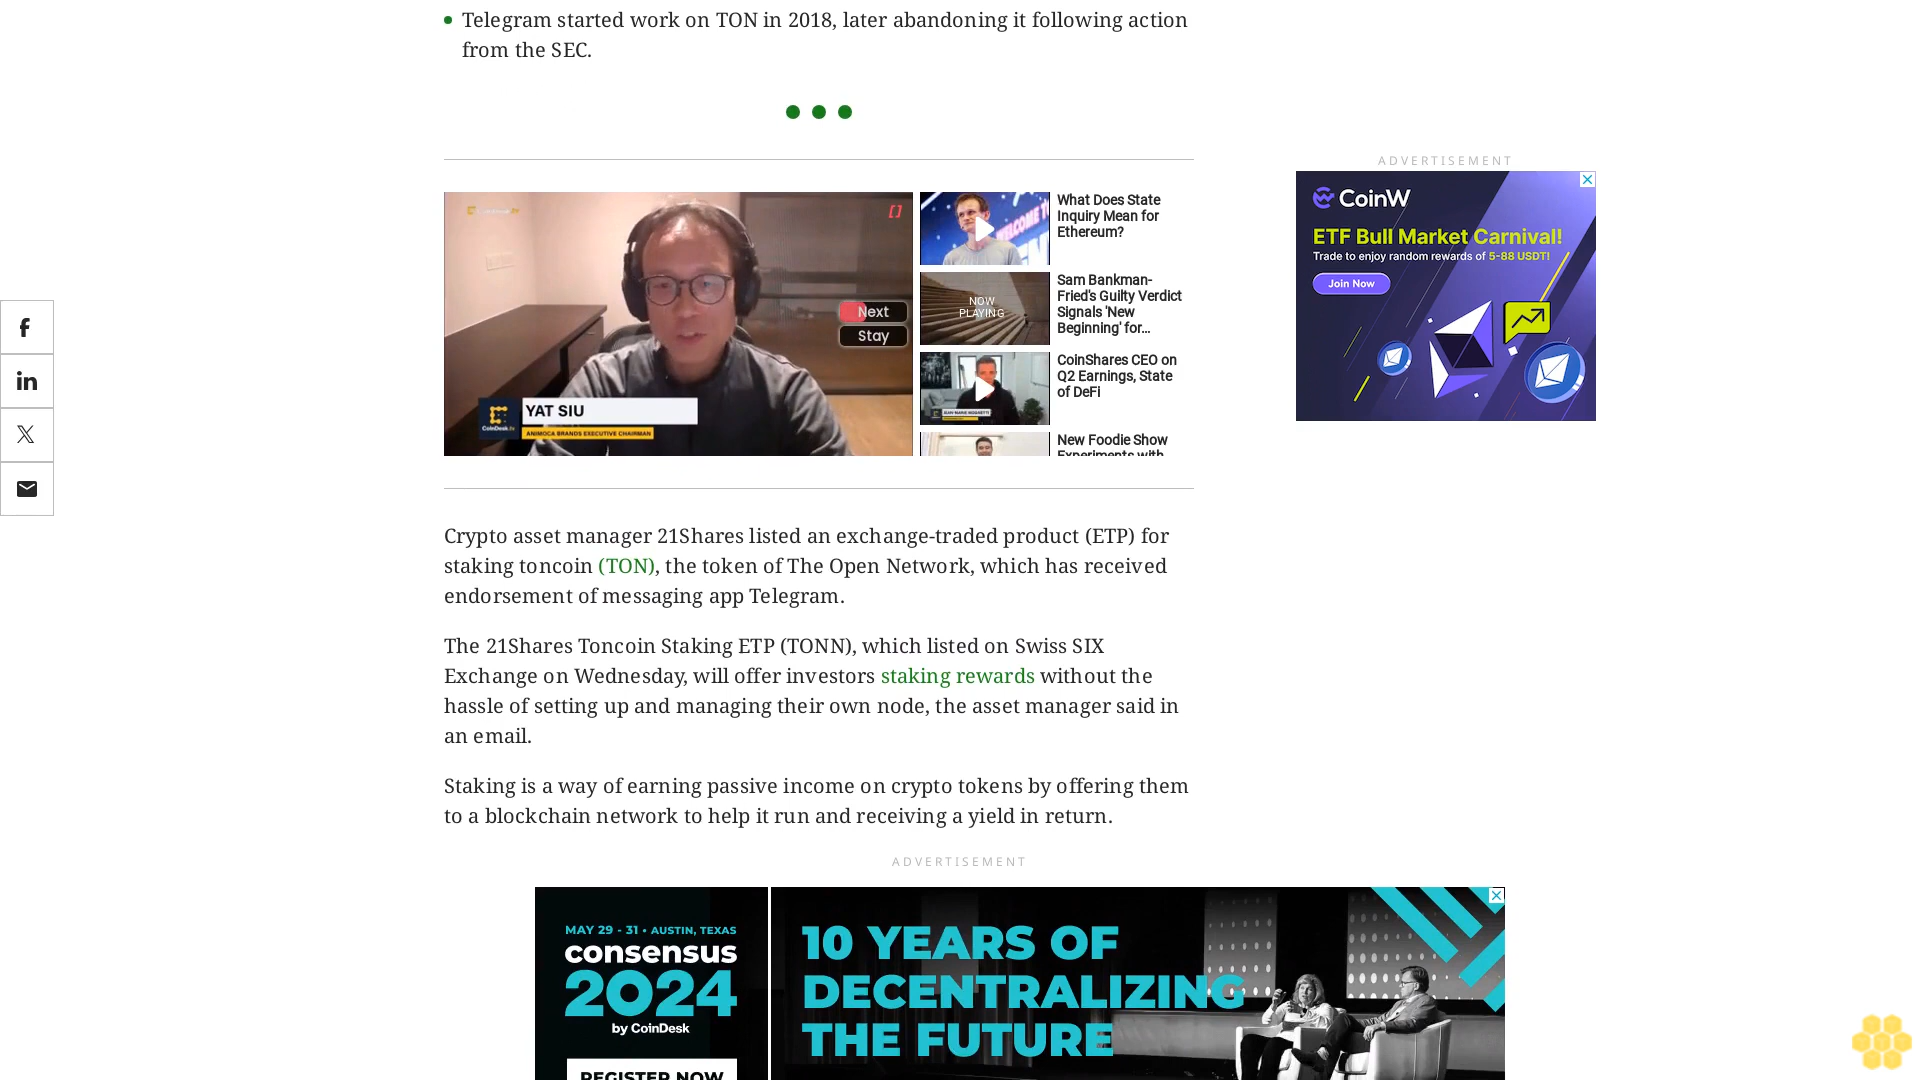 Telegram started work on TON in 2018, later abandoning it following action
from the SEC.
YAT SIU
CoinDesk.tv
ANIMOCA BRANDS EXECUTIVE CHAIRMAN
Next
Stay
What Does State
Inquiry Mean for
Ethereum?
WELCOME TO
NOW
PLAYING
Sam Bankman-
Fried's Guilty Verdict
Signals 'New
Beginning' for...
CoinShares CEO on
Q2 Earnings, State
of DeFi
New Foodie Show
Experiments with
ADVERTISEMENT
CoinW
ETF Bull Market Carnival!
Trade to enjoy random rewards of 5-88 USDT!
Join Now
Crypto asset manager 21Shares listed an exchange-traded product (ETP) for
staking toncoin (TON), the token of The Open Network, which has received
endorsement of messaging app Telegram.
The 21Shares Toncoin Staking ETP (TONN), which listed on Swiss SIX
Exchange on Wednesday, will offer investors staking rewards without the
hassle of setting up and managing their own node, the asset manager said in
an email.
Staking is a way of earning passive income on crypto tokens by offering them
to a blockchain network to help it run and receiving a yield in return.
ADVERTISEMENT
MAY 29 - 31 • AUSTIN, TEXAS
consensus
2024
by CoinDesk
REGISTER NOW
10 YEARS OF
DECENTRALIZING
THE FUTURE